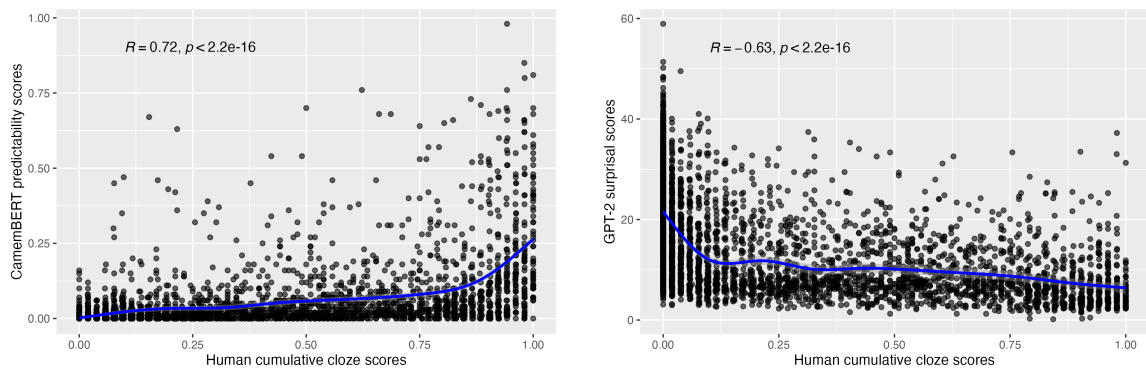 R = 0.72, p < 2.2e-16
1.00
0.75
0.50
0.25
0.00
CamemBERT predictability scores
0.00 0.25 0.50 0.75 1.00
Human cumulative cloze scores
R = −0.63, p < 2.2e-16
60
40
20
0
GPT-2 surprisal scores
0.00 0.25 0.50 0.75 1.00
Human cumulative cloze scores